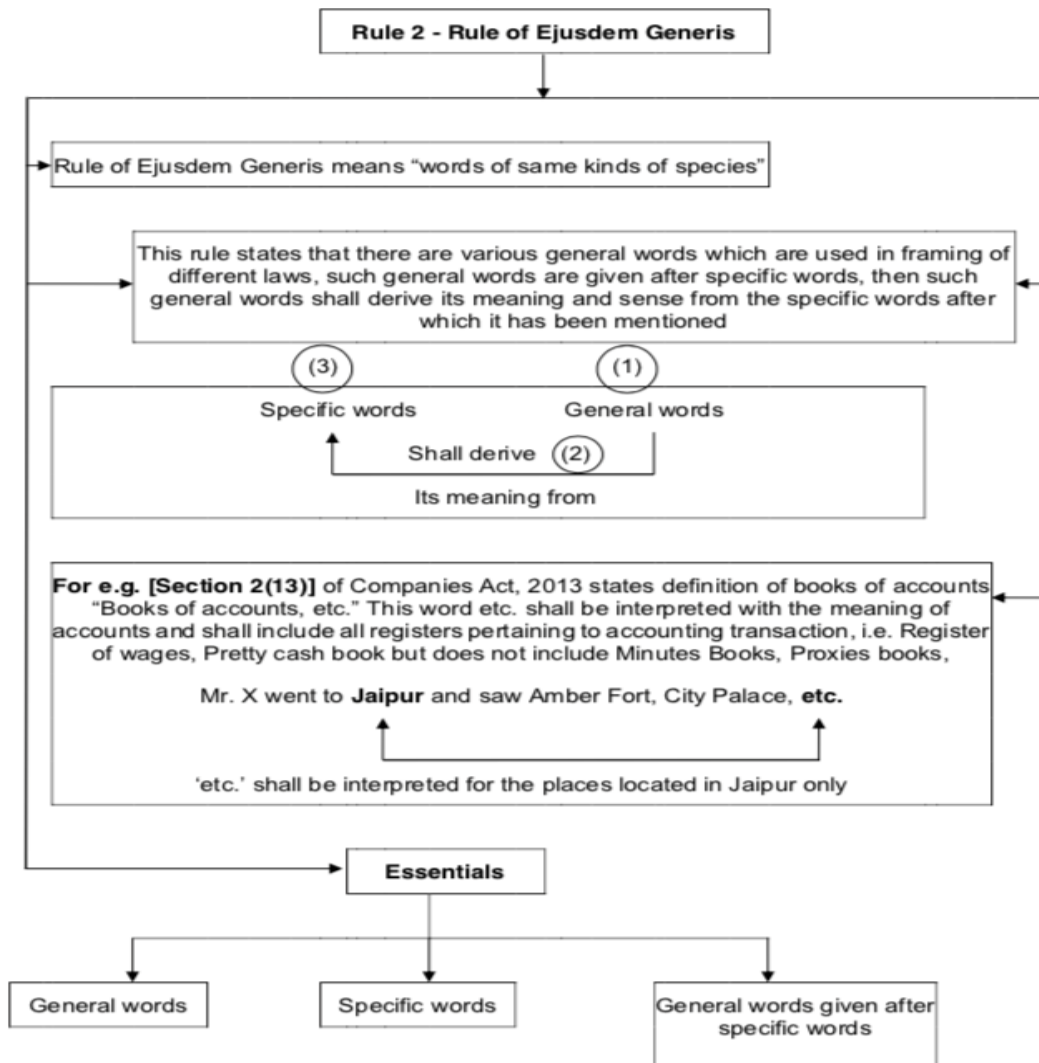 Rule 2 - Rule of Ejusdem Generis
Rule of Ejusdem Generis means “words of same kinds of species”
This rule states that there are various general words which are used in framing of
different laws, such general words are given after specific words, then such
general words shall derive its meaning and sense from the specific words after
which it has been mentioned
(3) (1)
Specific words General words
Shall derive (2)
Its meaning from
For e.g. [Section 2(13)] of Companies Act, 2013 states definition of books of accounts
“Books of accounts, etc.” This word etc. shall be interpreted with the meaning of
accounts and shall include all registers pertaining to accounting transaction, i.e. Register
of wages, Pretty cash book but does not include Minutes Books, Proxies books,
Mr. X went to Jaipur and saw Amber Fort, City Palace, etc.
‘etc.’ shall be interpreted for the places located in Jaipur only
Essentials
General words Specific words General words given after
specific words